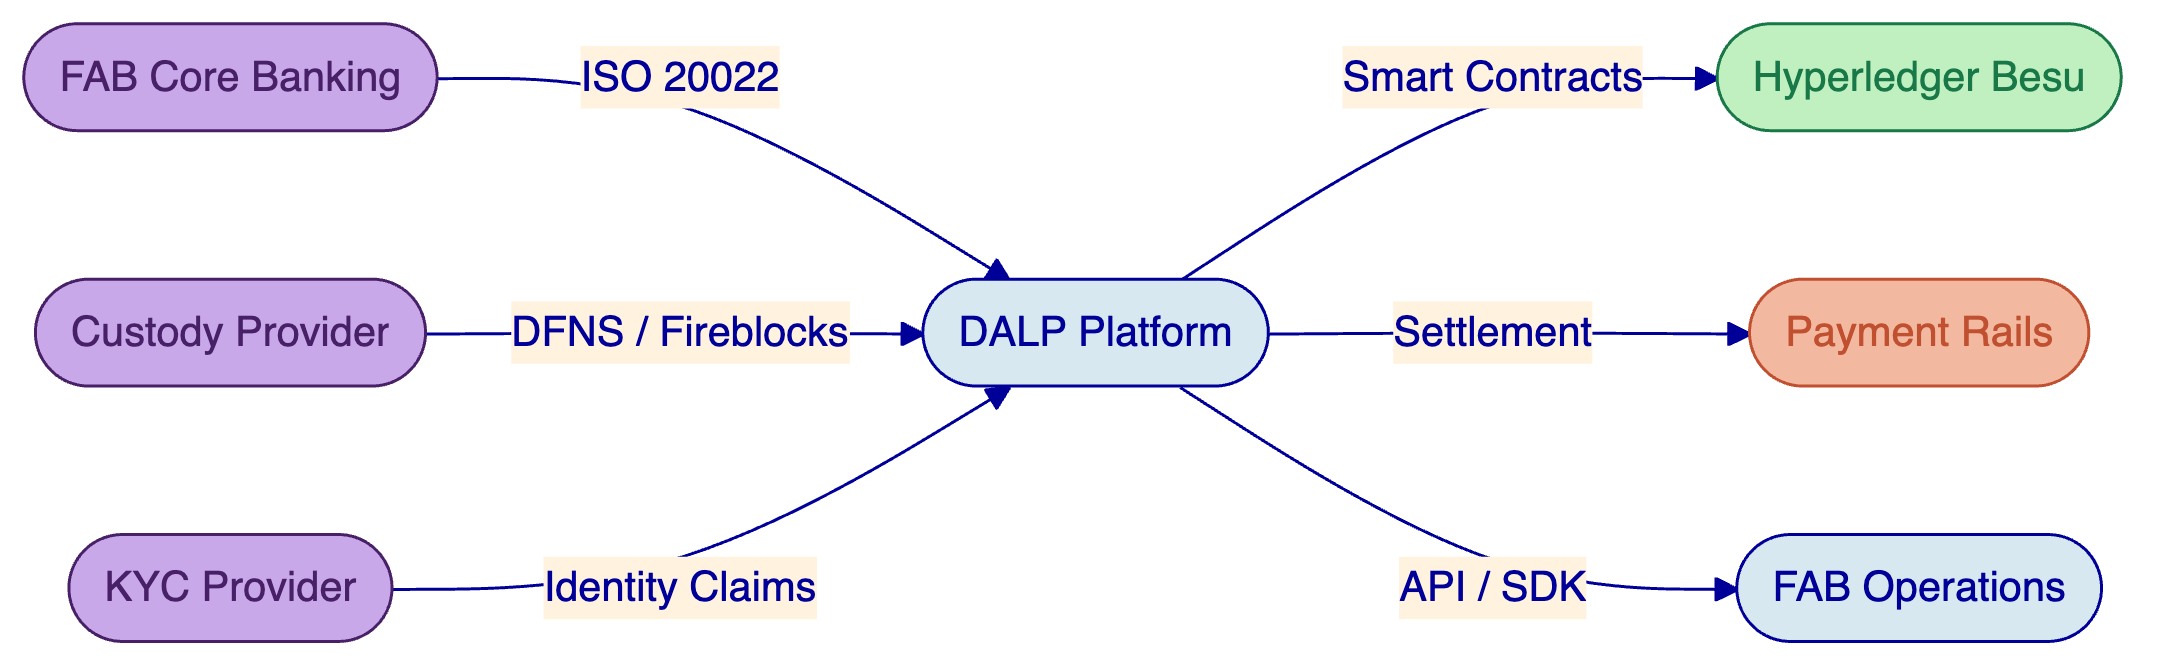 FAB Core Banking
ISO 20022
Smart Contracts
Hyperledger Besu
Custody Provider
DFNS / Fireblocks
DALP Platform
Settlement
Payment Rails
KYC Provider
Identity Claims
API / SDK
FAB Operations